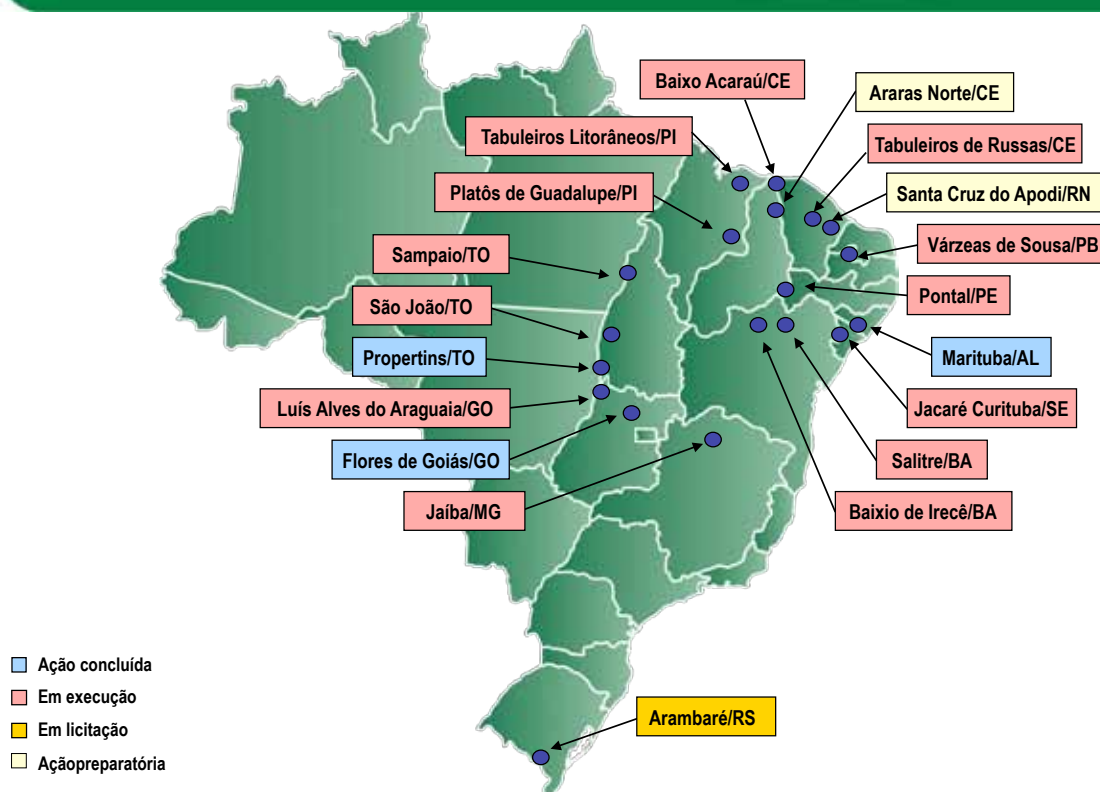 Baixo Acaraú/CE
Araras Norte/CE
Tabuleiros Litorâneos/PI
Tabuleiros de Russas/CE
Platôs de Guadalupe/PI
Santa Cruz do Apodi/RN
Sampaio/TO
Várzeas de Sousa/PB
São João/TO
Pontal/PE
Propertins/TO
Marituba/AL
Luís Alves do Araguaia/GO
Jacaré Curituba/SE
Flores de Goiás/GO
Salitre/BA
Jaíba/MG
Baixio de Irecê/BA
Ação concluída
Em execução
Em licitação
Açãopreparatória
Arambaré/RS